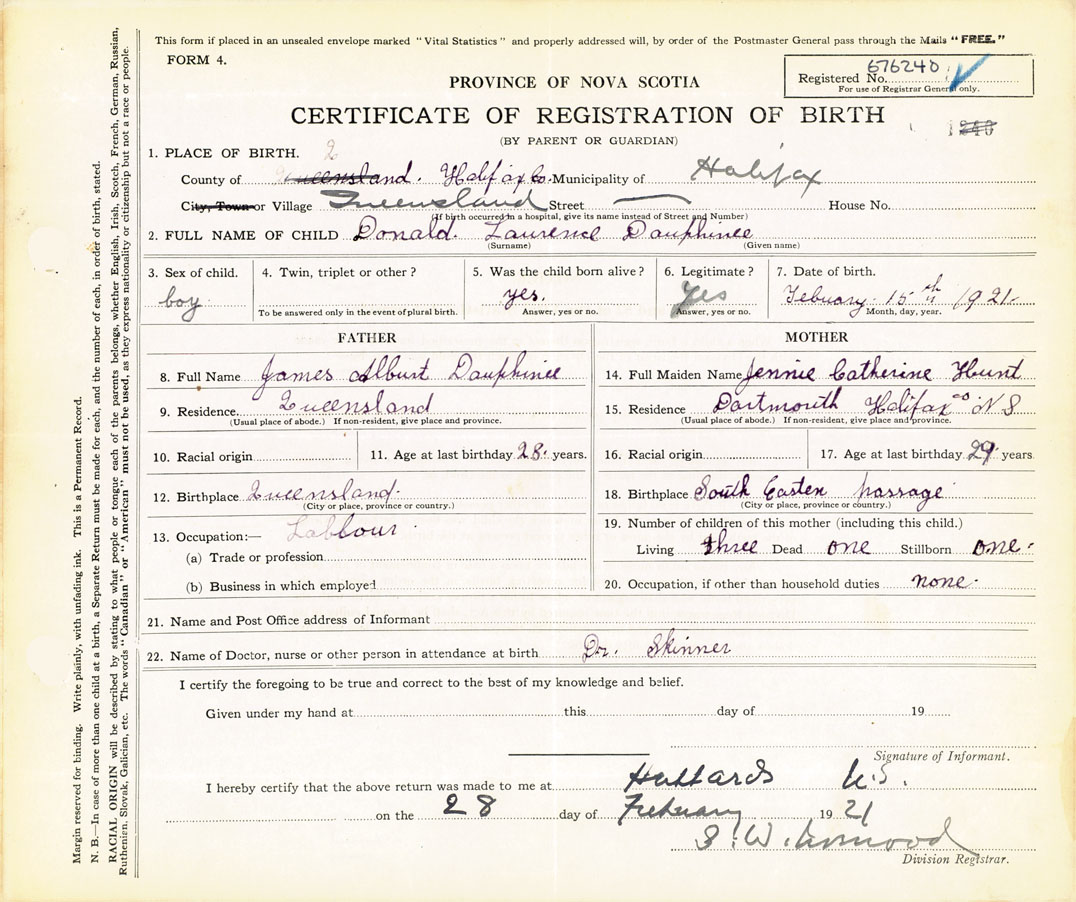 This form if placed in an unsealed envelope marked "Vital Statistics" and properly addressed will, by order of the Postmaster General pass through the Mails "FREE."
FORM 4.
Registered No. 676240
For use of Registrar General only.
PROVINCE OF NOVA SCOTIA
CERTIFICATE OF REGISTRATION OF BIRTH
(BY PARENT OR GUARDIAN)
1. PLACE OF BIRTH.
County of Queensland. Halifax Co. Municipality of Halifax
City, Town or Village Queensland Street — House No.
(If birth occurred in a hospital, give its name instead of Street and Number)
2. FULL NAME OF CHILD Donald. Laurence Dauphinee
(Surname) (Given name)
3. Sex of child. boy
4. Twin, triplet or other?
To be answered only in the event of plural birth.
5. Was the child born alive? yes.
Answer, yes or no.
6. Legitimate? Yes
Answer, yes or no.
7. Date of birth.
Febuary. 15th 1921.
Month, day, year.
FATHER
8. Full Name James Alburt Dauphinee
9. Residence. Queensland
(Usual place of abode.) If non-resident, give place and province.
10. Racial origin
11. Age at last birthday 28. years.
12. Birthplace Queensland.
(City or place, province or country.)
13. Occupation:— Labbour
(a) Trade or profession
(b) Business in which employed
MOTHER
14. Full Maiden Name Jennie Catherine Hunt
15. Residence Dartmouth Halifax Co N S
(Usual place of abode.) If non-resident, give place and province.
16. Racial origin
17. Age at last birthday 29. years
18. Birthplace South Easten passage
(City or place, province or country.)
19. Number of children of this mother (including this child.)
Living three Dead one Stillborn one.
20. Occupation, if other than household duties none.
21. Name and Post Office address of Informant
22. Name of Doctor, nurse or other person in attendance at birth Dr. Skinner
I certify the foregoing to be true and correct to the best of my knowledge and belief.
Given under my hand at this day of 19
Signature of Informant.
I hereby certify that the above return was made to me at Hubbards N.S.
on the 28 day of February 19 21
Division Registrar.
Margin reserved for binding. Write plainly, with unfading ink. This is a Permanent Record.
N. B.—In case of more than one child at a birth, a Separate Return must be made for each, and the number of each, in order of birth, stated.
RACIAL ORIGIN will be described by stating to what people or tongue each of the parents belongs, whether English, Irish, Scotch, French, German, Russian,
Ruthenien, Slovak, Galician, etc. The words "Canadian" or "American" must not be used, as they express nationality or citizenship but not a race or people.